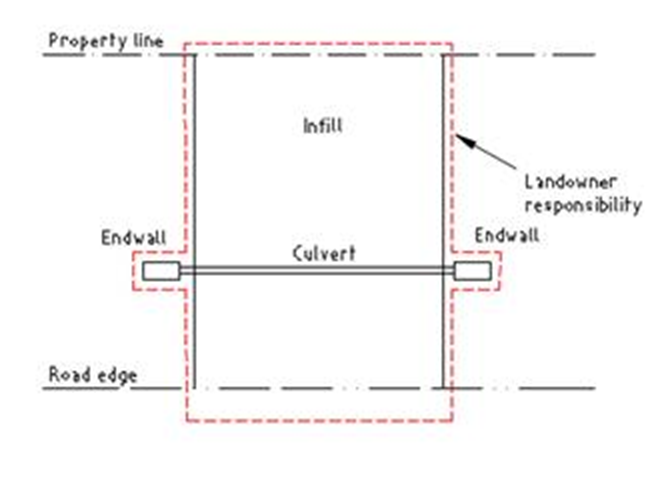 Property line
Infill
Landowner
responsibility
Endwall
Endwall
Culvert
Road edge